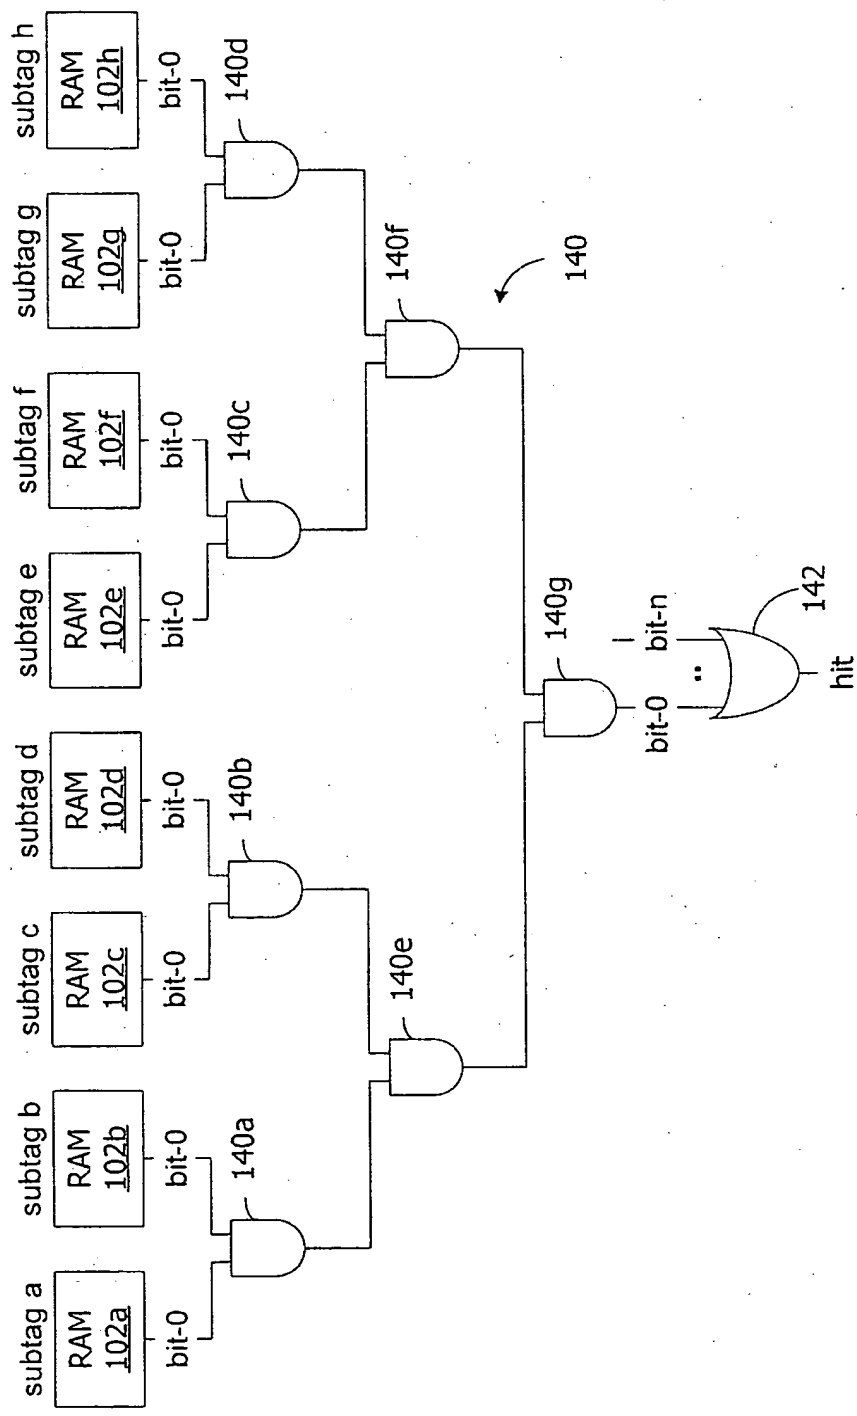 subtag a
subtag b
subtag c
subtag d
subtag e
subtag f
subtag g
subtag h
RAM
102a
RAM
102b
RAM
102c
RAM
102d
RAM
102e
RAM
102f
RAM
102g
RAM
102h
bit-0
bit-0
bit-0
bit-0
bit-0
bit-0
bit-0
bit-0
140a
140b
140c
140d
140e
140f
140g
140
bit-0
bit-n
142
hit